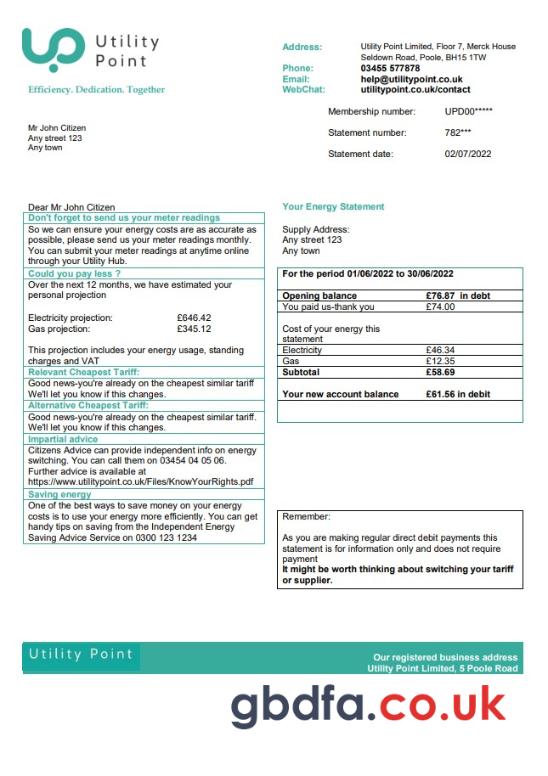 Utility
Point
Efficiency. Dedication. Together
Address: Utility Point Limited, Floor 7, Merck House
Seldown Road, Poole, BH15 1TW
Phone: 03455 577878
Email: help@utilitypoint.co.uk
WebChat: utilitypoint.co.uk/contact
Membership number: UPD00*****
Statement number: 782***
Statement date: 02/07/2022
Mr John Citizen
Any street 123
Any town
Dear Mr John Citizen
Don't forget to send us your meter readings
So we can ensure your energy costs are as accurate as
possible, please send us your meter readings monthly.
You can submit your meter readings at anytime online
through your Utility Hub.
Could you pay less ?
Over the next 12 months, we have estimated your
personal projection
Electricity projection: £646.42
Gas projection: £345.12
This projection includes your energy usage, standing
charges and VAT
Relevant Cheapest Tariff:
Good news-you're already on the cheapest similar tariff
We'll let you know if this changes.
Alternative Cheapest Tariff:
Good news-you're already on the cheapest similar tariff.
We'll let you know if this changes.
Impartial advice
Citizens Advice can provide independent info on energy
switching. You can call them on 03454 04 05 06.
Further advice is available at
https://www.utilitypoint.co.uk/Files/KnowYourRights.pdf
Saving energy
One of the best ways to save money on your energy
costs is to use your energy more efficiently. You can get
handy tips on saving from the Independent Energy
Saving Advice Service on 0300 123 1234
Your Energy Statement
Supply Address:
Any street 123
Any town
For the period 01/06/2022 to 30/06/2022
Opening balance £76.87 in debt
You paid us-thank you £74.00
Cost of your energy this
statement
Electricity £46.34
Gas £12.35
Subtotal £58.69
Your new account balance £61.56 in debit
Remember:
As you are making regular direct debit payments this
statement is for information only and does not require
payment
It might be worth thinking about switching your tariff
or supplier.
Utility Point
Our registered business address
Utility Point Limited, 5 Poole Road
gbdfa.co.uk